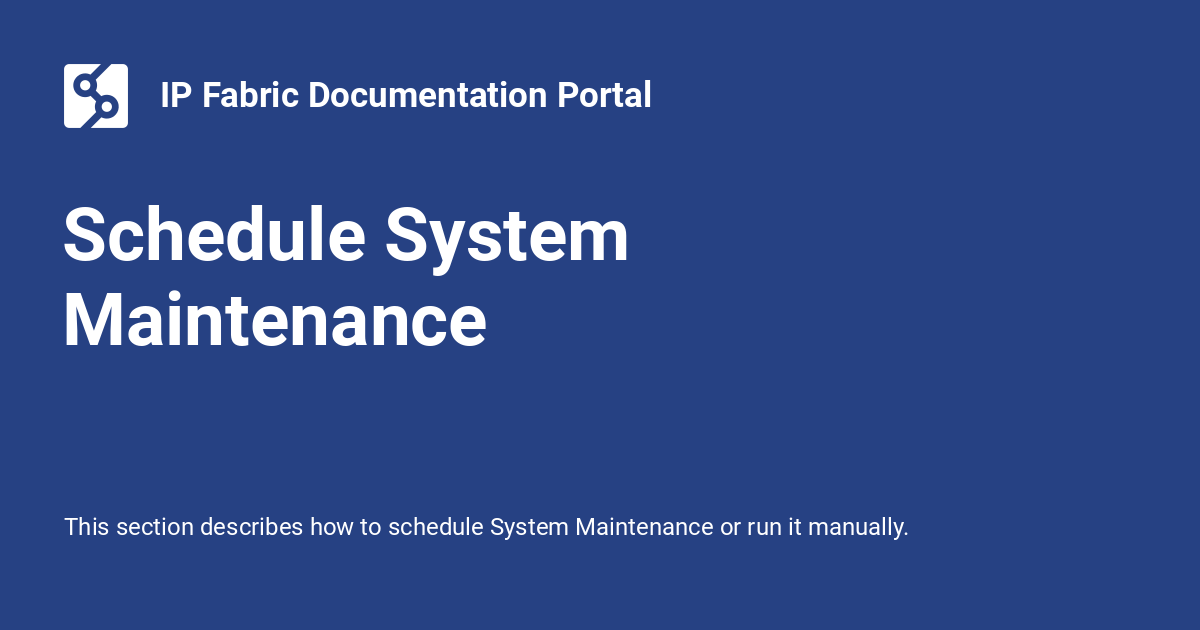 IP Fabric Documentation Portal
Schedule System
Maintenance
This section describes how to schedule System Maintenance or run it manually.